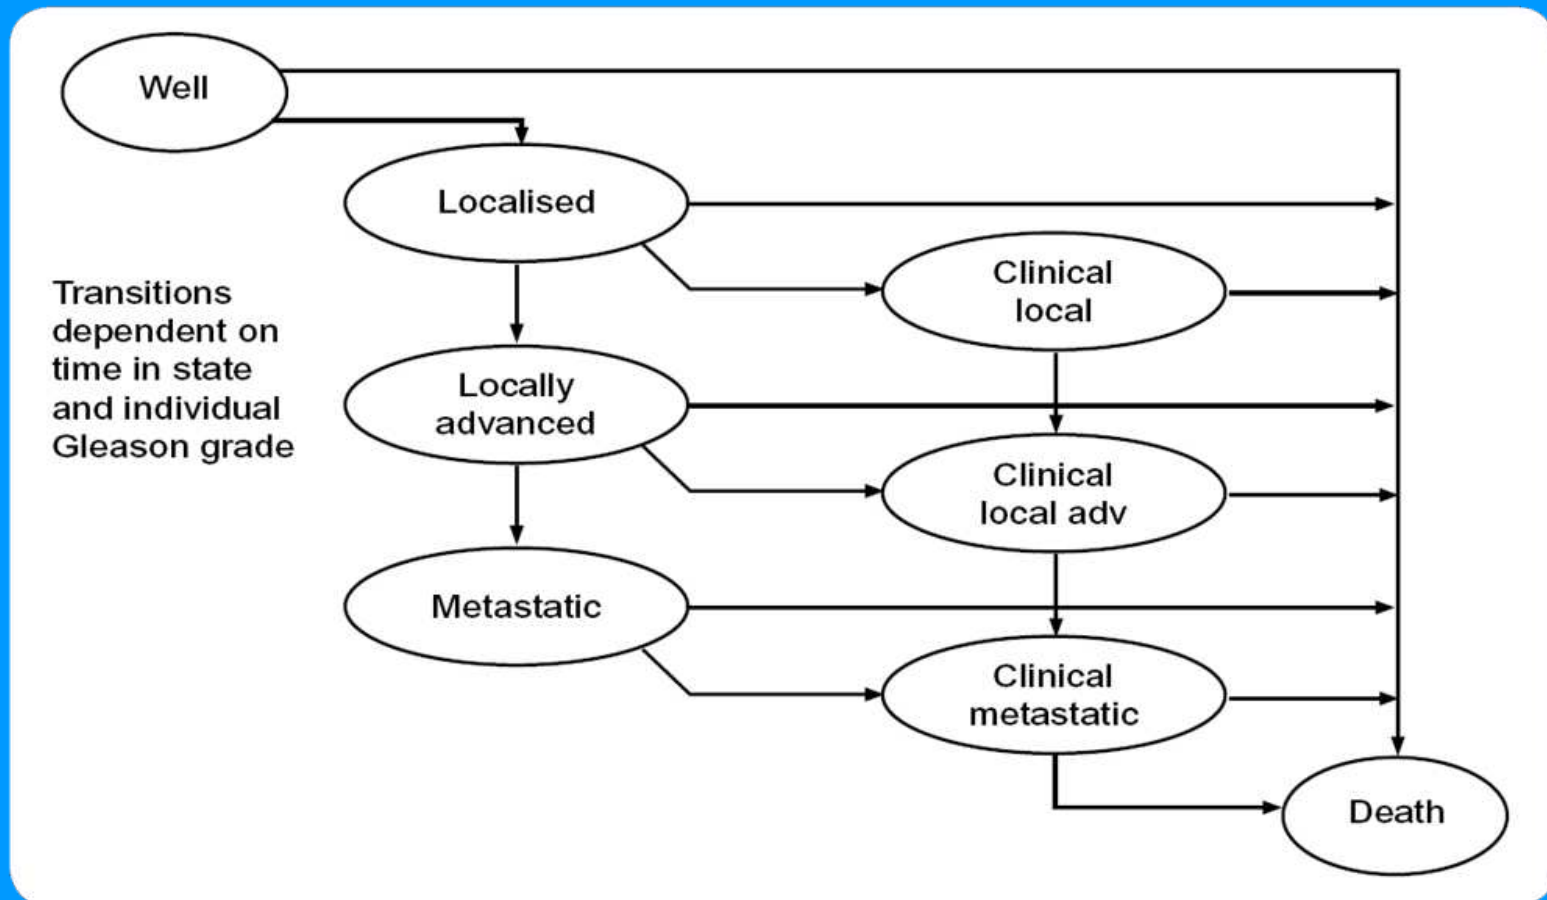 Well
Localised
Clinical
local
Transitions
dependent on
time in state
and individual
Gleason grade
Locally
advanced
Clinical
local adv
Metastatic
Clinical
metastatic
Death